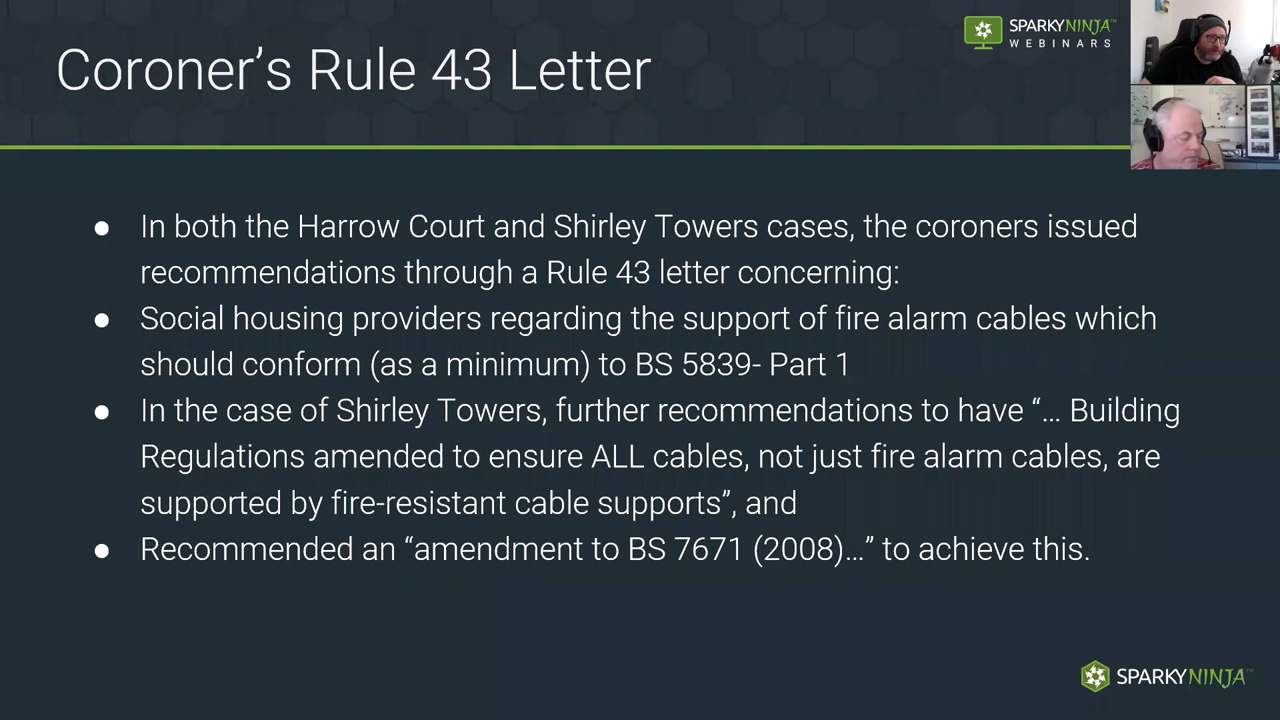 SPARKYNINJA™
WEBINARS
Coroner’s Rule 43 Letter
● In both the Harrow Court and Shirley Towers cases, the coroners issued
recommendations through a Rule 43 letter concerning:
● Social housing providers regarding the support of fire alarm cables which
should conform (as a minimum) to BS 5839- Part 1
● In the case of Shirley Towers, further recommendations to have “… Building
Regulations amended to ensure ALL cables, not just fire alarm cables, are
supported by fire-resistant cable supports”, and
● Recommended an “amendment to BS 7671 (2008)…” to achieve this.
SPARKYNINJA™